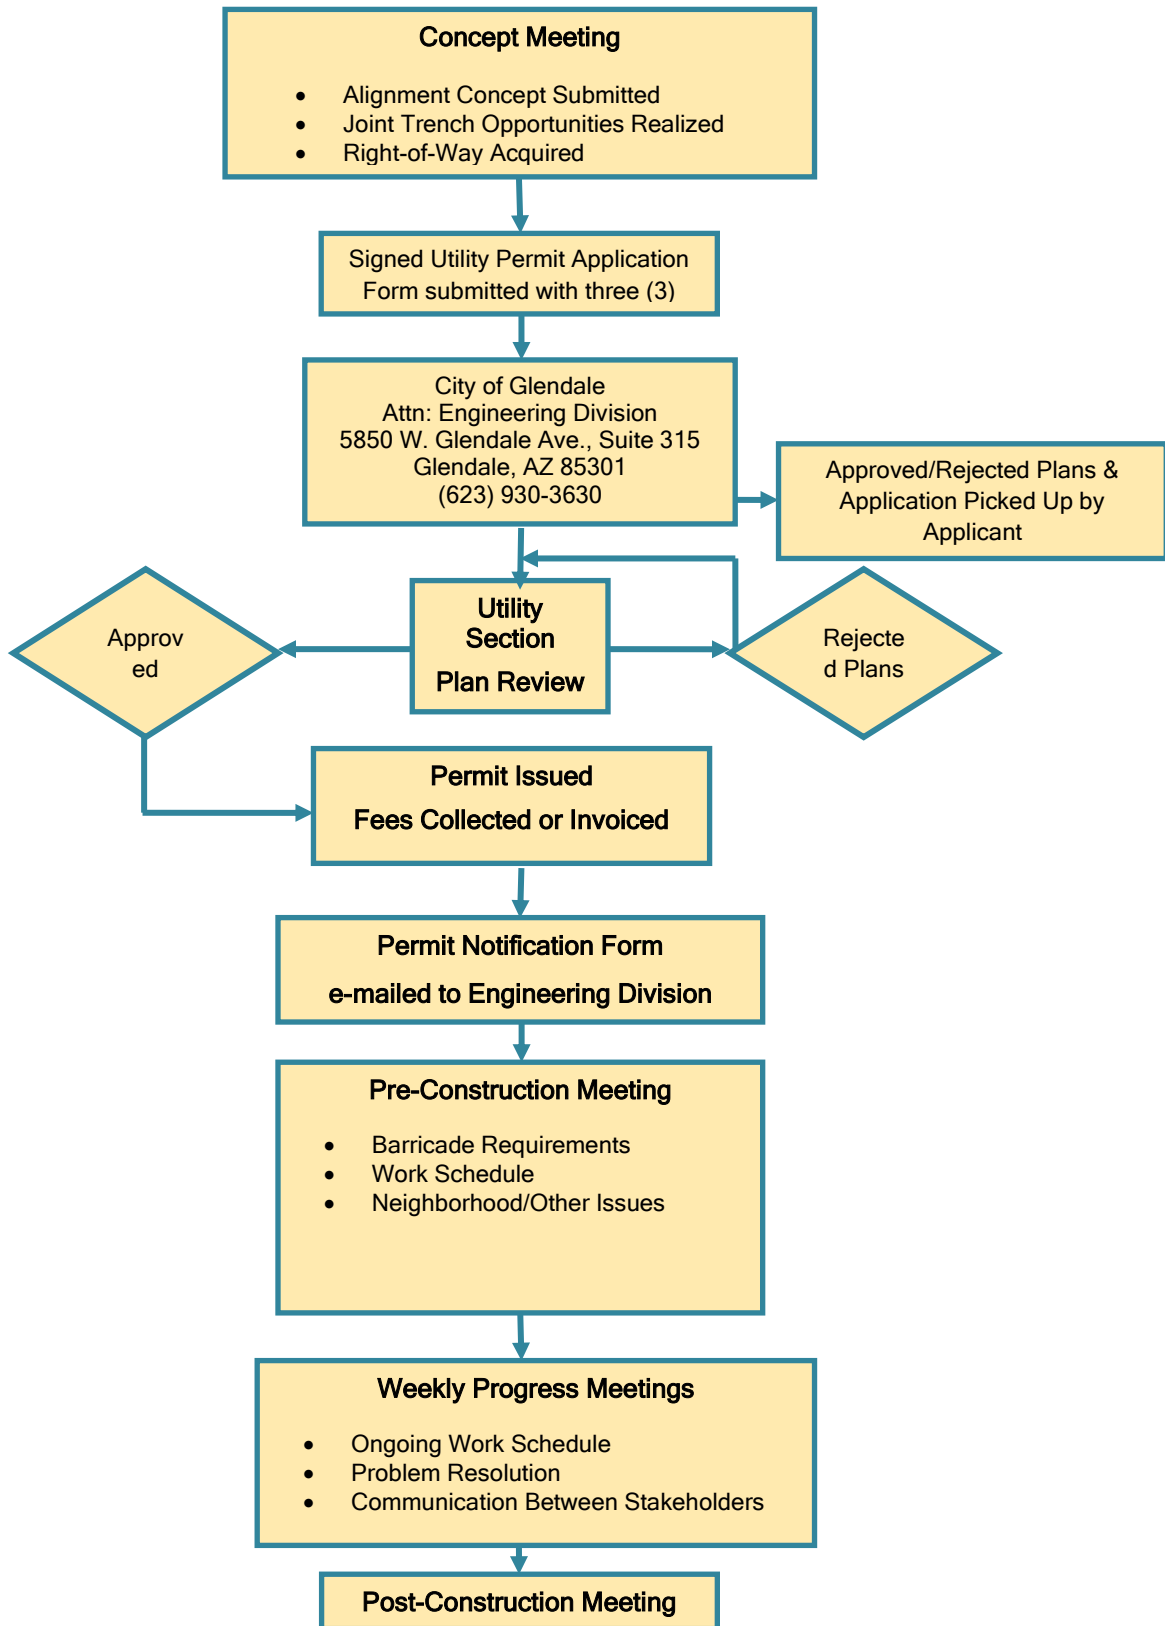 Concept Meeting
• Alignment Concept Submitted
• Joint Trench Opportunities Realized
• Right-of-Way Acquired
Signed Utility Permit Application
Form submitted with three (3)
City of Glendale
Attn: Engineering Division
5850 W. Glendale Ave., Suite 315
Glendale, AZ 85301
(623) 930-3630
Approved/Rejected Plans &
Application Picked Up by
Applicant
Approv
ed
Utility
Section
Plan Review
Rejecte
d Plans
Permit Issued
Fees Collected or Invoiced
Permit Notification Form
e-mailed to Engineering Division
Pre-Construction Meeting
• Barricade Requirements
• Work Schedule
• Neighborhood/Other Issues
Weekly Progress Meetings
• Ongoing Work Schedule
• Problem Resolution
• Communication Between Stakeholders
Post-Construction Meeting